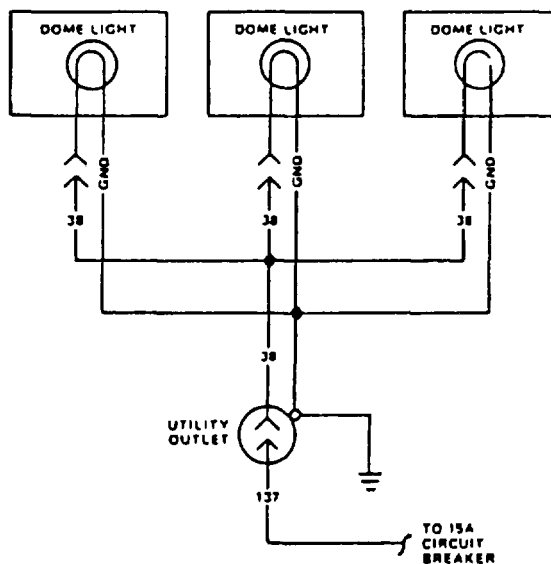 DOME LIGHT
DOME LIGHT
DOME LIGHT
GND
GND
GND
38
38
38
38
UTILITY
OUTLET
137
TO 15A
CIRCUIT
BREAKER